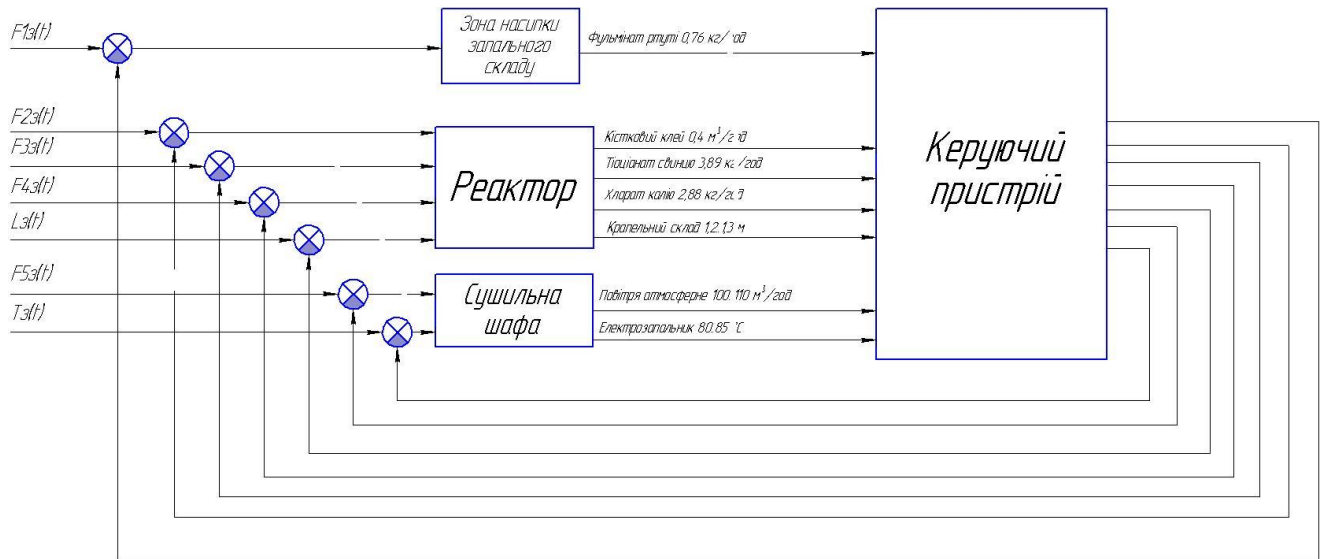 F1з(t)
Зона насипки
запального
складу
Фульмінат ртуті 0,76 кг/год
F2з(t)
F3з(t)
F4з(t)
Lз(t)
Реактор
Кістковий клей 0,4 м³/год
Тіоціанат свинцю 3,89 кг/год
Хлорат калію 2,88 кг/год
Крапельний склад 1,2..1,3 м
Керуючий
пристрій
F5з(t)
Tз(t)
Сушильна
шафа
Повітря атмосферне 100..110 м³/год
Електрозапальник 80..85 °C